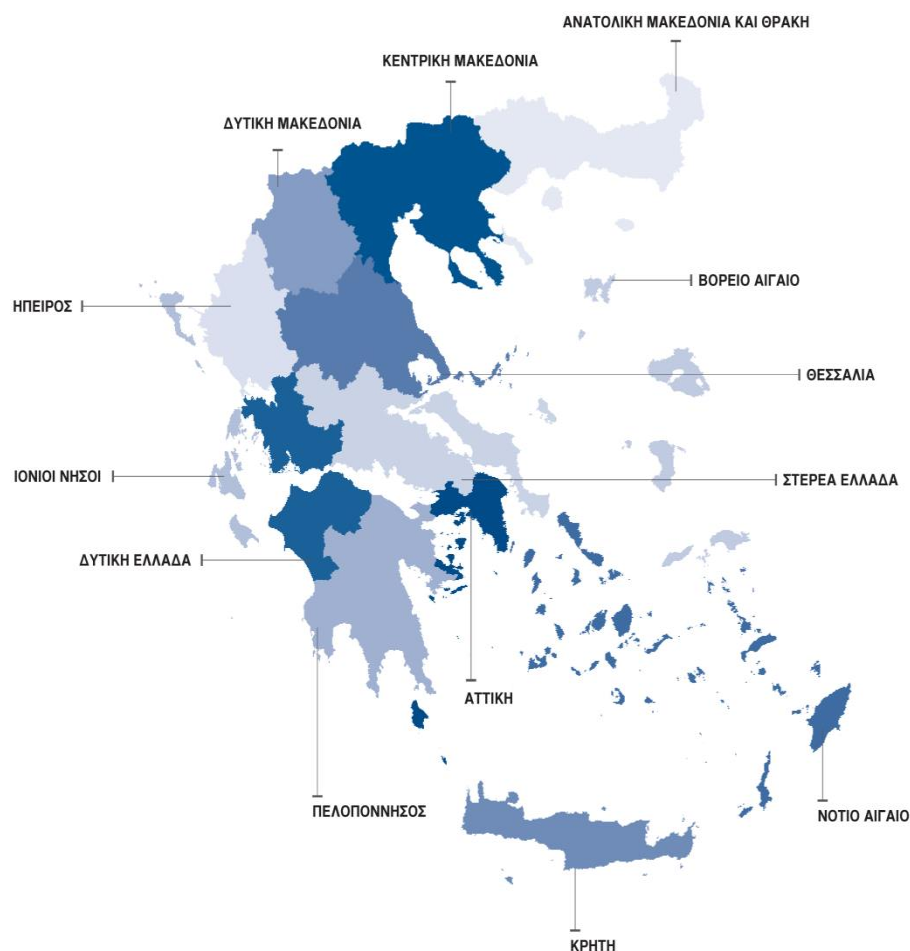 ΑΝΑΤΟΛΙΚΗ ΜΑΚΕΔΟΝΙΑ ΚΑΙ ΘΡΑΚΗ
ΚΕΝΤΡΙΚΗ ΜΑΚΕΔΟΝΙΑ
ΔΥΤΙΚΗ ΜΑΚΕΔΟΝΙΑ
ΒΟΡΕΙΟ ΑΙΓΑΙΟ
ΗΠΕΙΡΟΣ
ΘΕΣΣΑΛΙΑ
ΙΟΝΙΟΙ ΝΗΣΟΙ
ΣΤΕΡΕΑ ΕΛΛΑΔΑ
ΔΥΤΙΚΗ ΕΛΛΑΔΑ
ΑΤΤΙΚΗ
ΠΕΛΟΠΟΝΝΗΣΟΣ
ΝΟΤΙΟ ΑΙΓΑΙΟ
ΚΡΗΤΗ